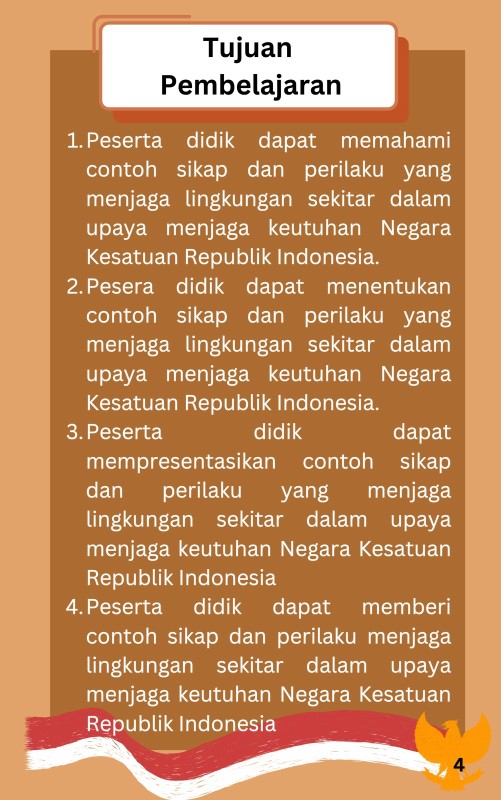 Tujuan
Pembelajaran
1. Peserta didik dapat memahami
contoh sikap dan perilaku yang
menjaga lingkungan sekitar dalam
upaya menjaga keutuhan Negara
Kesatuan Republik Indonesia.
2. Pesera didik dapat menentukan
contoh sikap dan perilaku yang
menjaga lingkungan sekitar dalam
upaya menjaga keutuhan Negara
Kesatuan Republik Indonesia.
3. Peserta didik dapat
mempresentasikan contoh sikap
dan perilaku yang menjaga
lingkungan sekitar dalam upaya
menjaga keutuhan Negara Kesatuan
Republik Indonesia
4. Peserta didik dapat memberi
contoh sikap dan perilaku menjaga
lingkungan sekitar dalam upaya
menjaga keutuhan Negara Kesatuan
Republik Indonesia
4